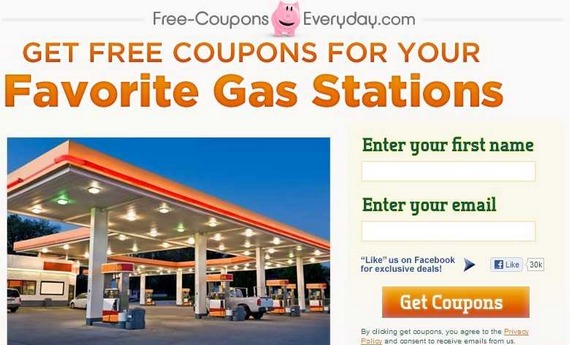 Free-Coupons Everyday.com
GET FREE COUPONS FOR YOUR
Favorite Gas Stations
Enter your first name
Enter your email
"Like" us on Facebook
for exclusive deals!
Like 30k
Get Coupons
By clicking get coupons, you agree to the Privacy
Policy and consent to receive emails from us.